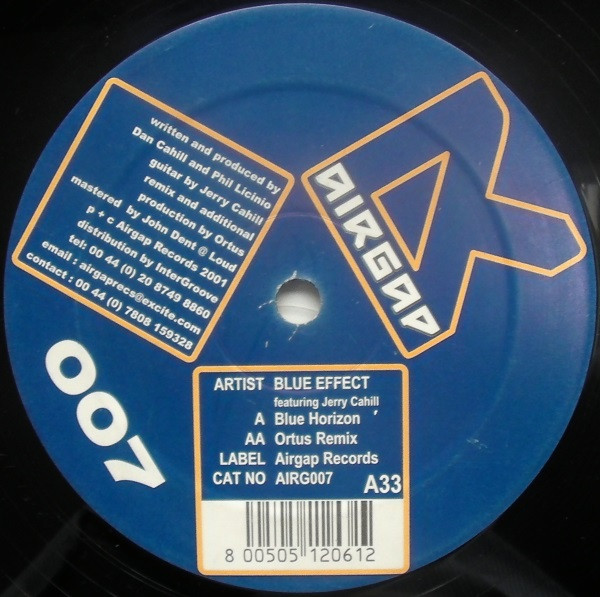 written and produced by
Dan Cahill and Phil Licinio
guitar by Jerry Cahill
remix and additional
production by Ortus
mastered by John Dent @ Loud
p + c Airgap Records 2001
distribution by InterGroove
tel: 00 44 (0) 20 8749 8860
email : airgaprecs@excite.com
contact : 00 44 (0) 7808 159328
AIRGAP
007
ARTIST BLUE EFFECT
featuring Jerry Cahill
A Blue Horizon ′
AA Ortus Remix
LABEL Airgap Records
CAT NO AIRG007
A33
8 00505 120612